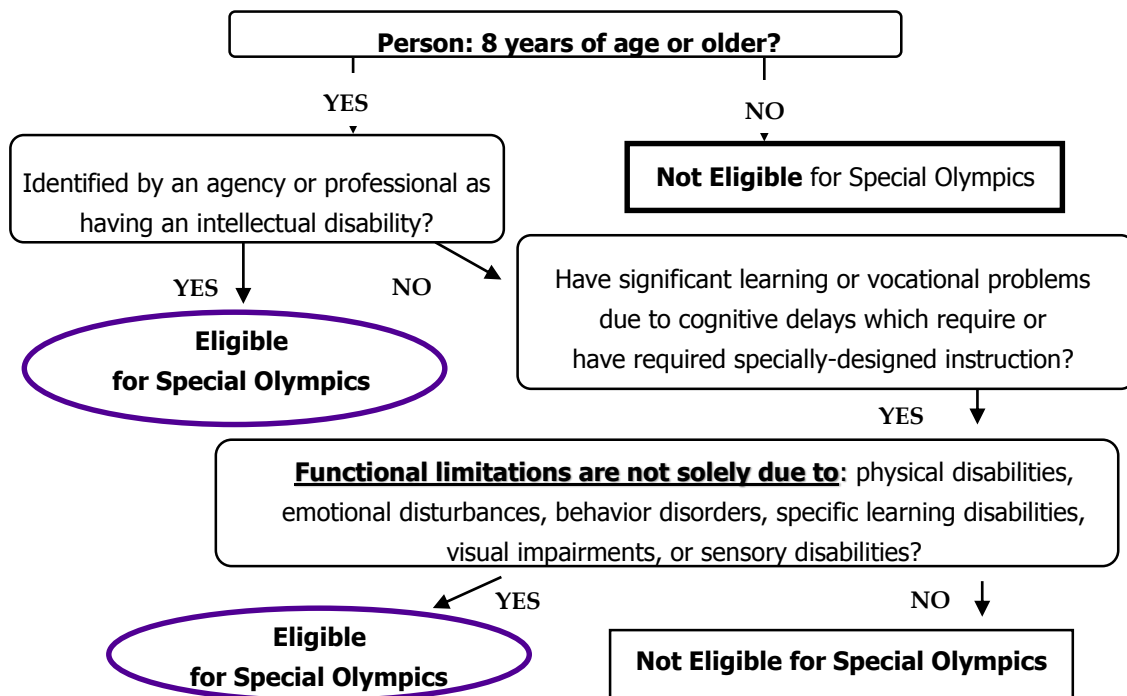 Person: 8 years of age or older?
YES
NO
Identified by an agency or professional as
having an intellectual disability?
Not Eligible for Special Olympics
YES
NO
Eligible
for Special Olympics
Have significant learning or vocational problems
due to cognitive delays which require or
have required specially-designed instruction?
YES
Functional limitations are not solely due to: physical disabilities,
emotional disturbances, behavior disorders, specific learning disabilities,
visual impairments, or sensory disabilities?
YES
NO
Eligible
for Special Olympics
Not Eligible for Special Olympics